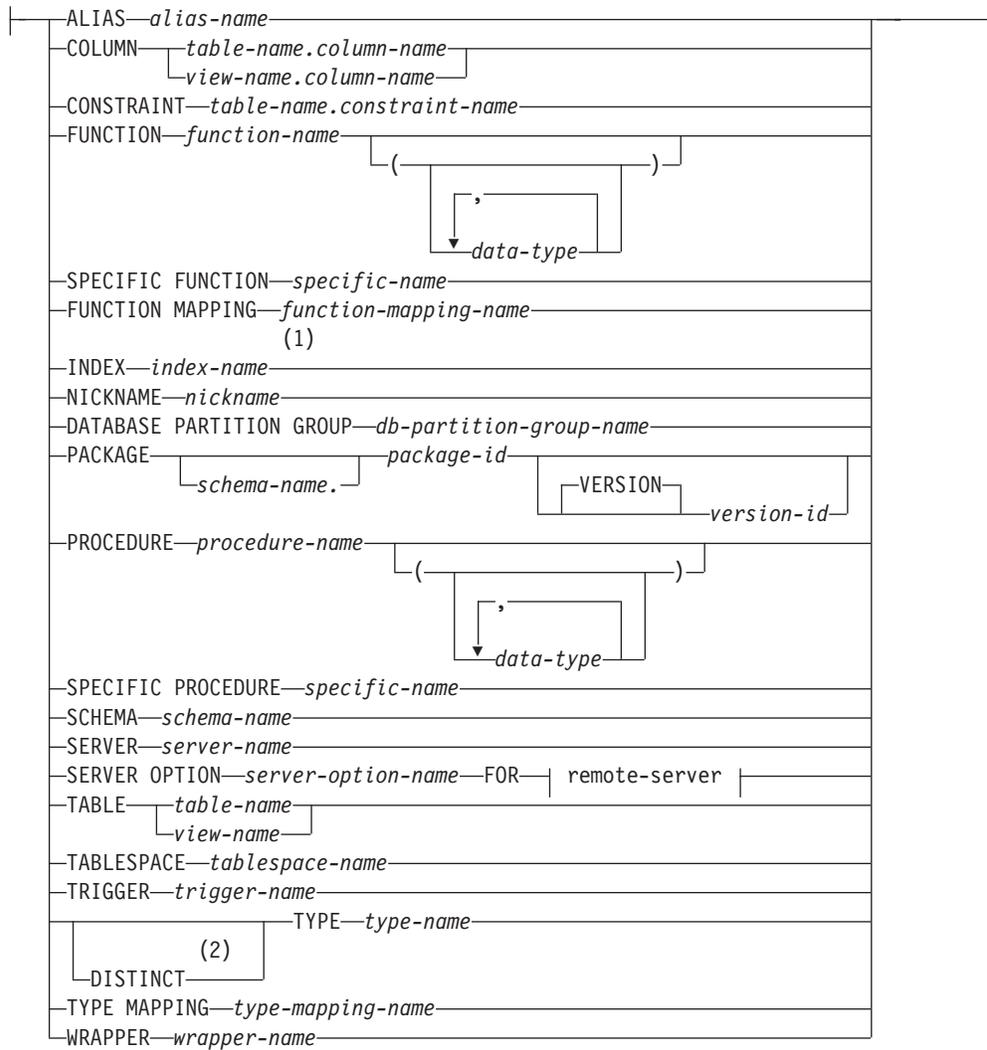 ALIAS alias-name
COLUMN table-name.column-name
view-name.column-name
CONSTRAINT table-name.constraint-name
FUNCTION function-name
( )
,
data-type
SPECIFIC FUNCTION specific-name
FUNCTION MAPPING function-mapping-name
(1)
INDEX index-name
NICKNAME nickname
DATABASE PARTITION GROUP db-partition-group-name
PACKAGE package-id
schema-name. VERSION
version-id
PROCEDURE procedure-name
( )
,
data-type
SPECIFIC PROCEDURE specific-name
SCHEMA schema-name
SERVER server-name
SERVER OPTION server-option-name FOR remote-server
TABLE table-name
view-name
TABLESPACE tablespace-name
TRIGGER trigger-name
TYPE type-name
(2)
DISTINCT
TYPE MAPPING type-mapping-name
WRAPPER wrapper-name